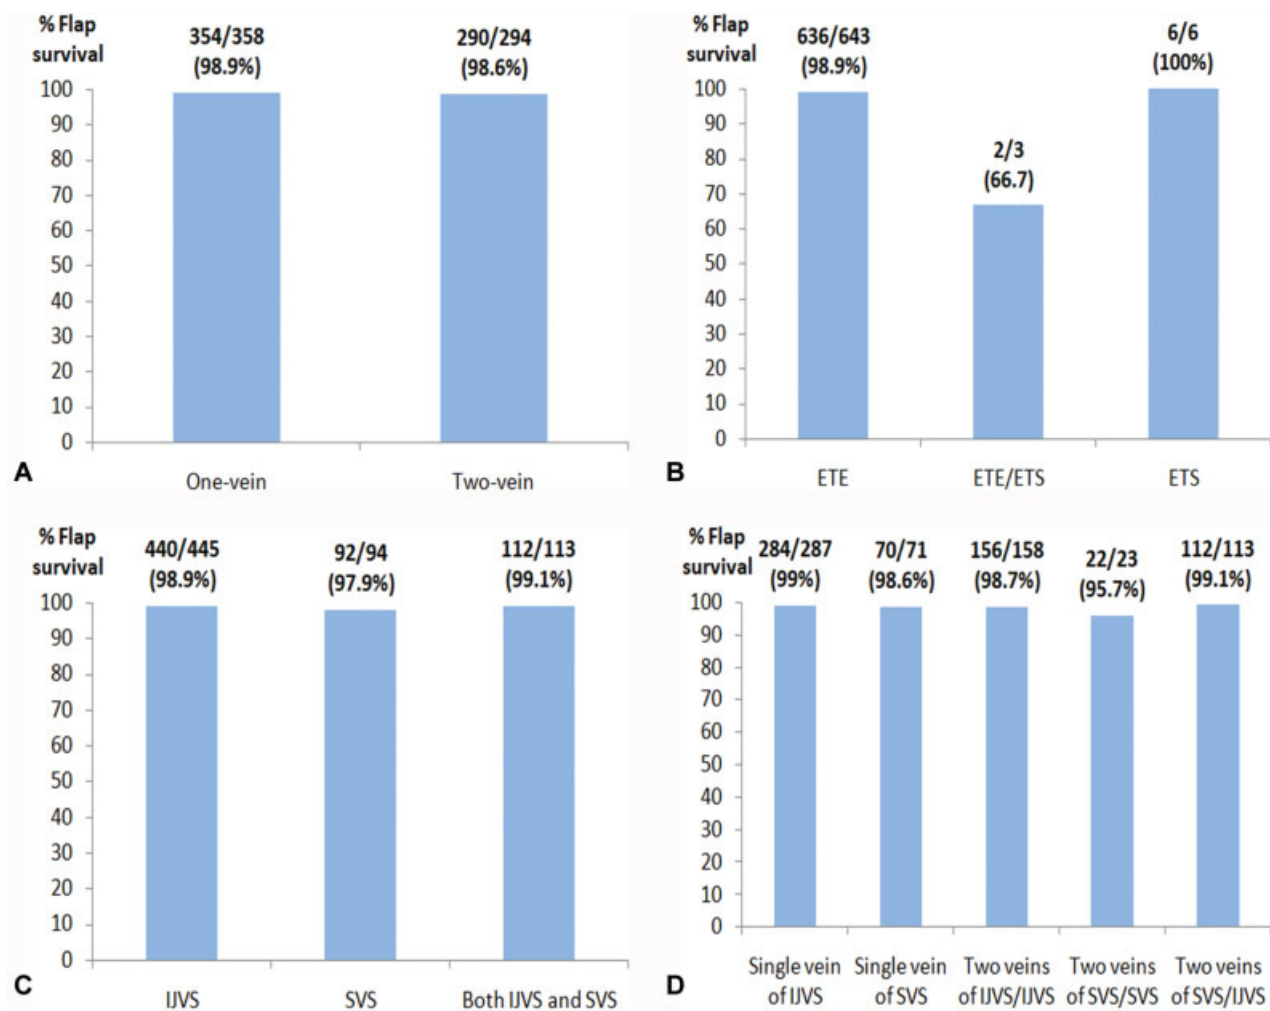 % Flap
survival
354/358
(98.9%)
290/294
(98.6%)
100
90
80
70
60
50
40
30
20
10
0
One-vein
Two-vein
A
% Flap
survival
636/643
(98.9%)
2/3
(66.7)
6/6
(100%)
100
90
80
70
60
50
40
30
20
10
0
ETE
ETE/ETS
ETS
B
% Flap
survival
440/445
(98.9%)
92/94
(97.9%)
112/113
(99.1%)
100
90
80
70
60
50
40
30
20
10
0
IJVS
SVS
Both IJVS and SVS
C
% Flap
survival
284/287
(99%)
70/71
(98.6%)
156/158
(98.7%)
22/23
(95.7%)
112/113
(99.1%)
100
90
80
70
60
50
40
30
20
10
0
Single vein
of IJVS
Single vein
of SVS
Two veins
of IJVS/IJVS
Two veins
of SVS/SVS
Two veins
of SVS/IJVS
D